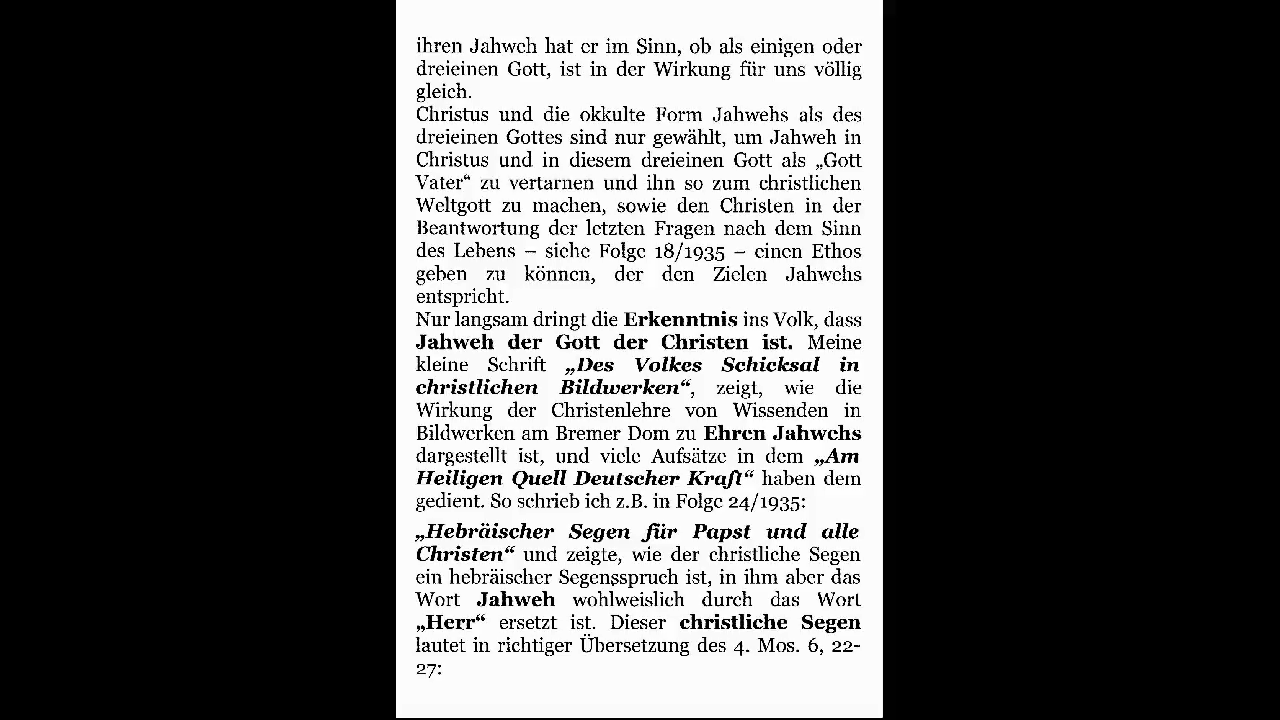 ihren Jahweh hat er im Sinn, ob als einigen oder
dreieinen Gott, ist in der Wirkung für uns völlig
gleich.
Christus und die okkulte Form Jahwehs als des
dreieinen Gottes sind nur gewählt, um Jahweh in
Christus und in diesem dreieinen Gott als „Gott
Vater“ zu vertarnen und ihn so zum christlichen
Weltgott zu machen, sowie den Christen in der
Beantwortung der letzten Fragen nach dem Sinn
des Lebens – siehe Folge 18/1935 – einen Ethos
geben zu können, der den Zielen Jahwehs
entspricht.
Nur langsam dringt die Erkenntnis ins Volk, dass
Jahweh der Gott der Christen ist. Meine
kleine Schrift „Des Volkes Schicksal in
christlichen Bildwerken“, zeigt, wie die
Wirkung der Christenlehre von Wissenden in
Bildwerken am Bremer Dom zu Ehren Jahwehs
dargestellt ist, und viele Aufsätze in dem „Am
Heiligen Quell Deutscher Kraft“ haben dem
gedient. So schrieb ich z.B. in Folge 24/1935:
„Hebräischer Segen für Papst und alle
Christen“ und zeigte, wie der christliche Segen
ein hebräischer Segensspruch ist, in ihm aber das
Wort Jahweh wohlweislich durch das Wort
„Herr“ ersetzt ist. Dieser christliche Segen
lautet in richtiger Übersetzung des 4. Mos. 6, 22-
27: